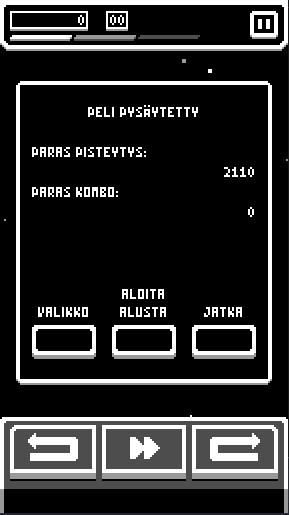 0 00
PELI PYSÄYTETTY
PARAS PISTEYTYS:
2110
PARAS KOMBO:
0
VALIKKO
ALOITA
ALUSTA
JATKA